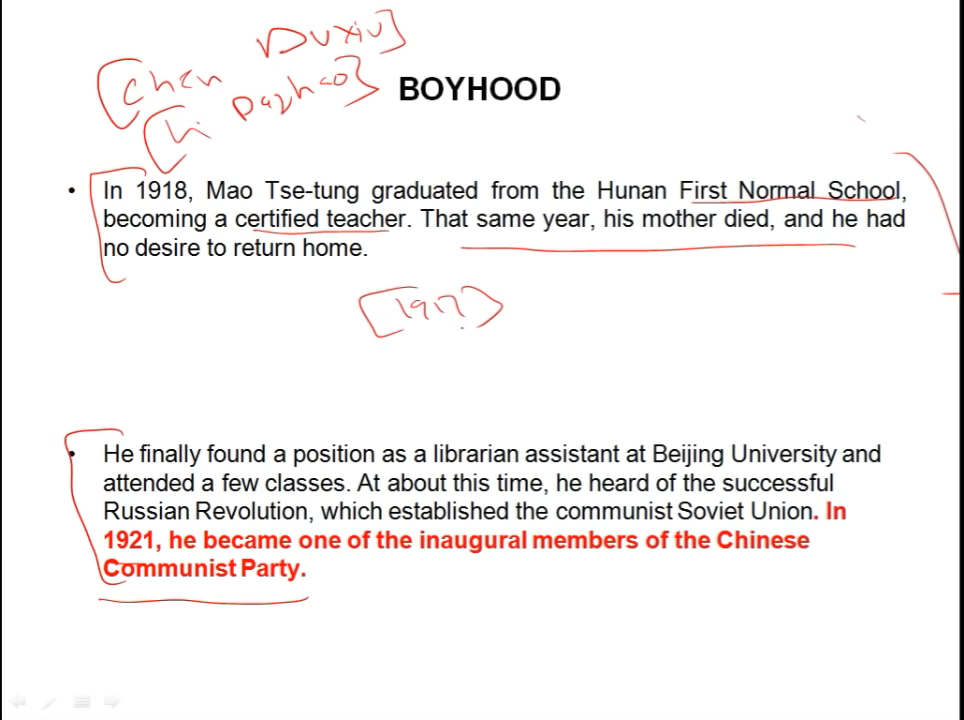 [Chen Duxiu]
[Li Dazhao]
BOYHOOD
• In 1918, Mao Tse-tung graduated from the Hunan First Normal School,
becoming a certified teacher. That same year, his mother died, and he had
no desire to return home.
[1917]
• He finally found a position as a librarian assistant at Beijing University and
attended a few classes. At about this time, he heard of the successful
Russian Revolution, which established the communist Soviet Union. In
1921, he became one of the inaugural members of the Chinese
Communist Party.